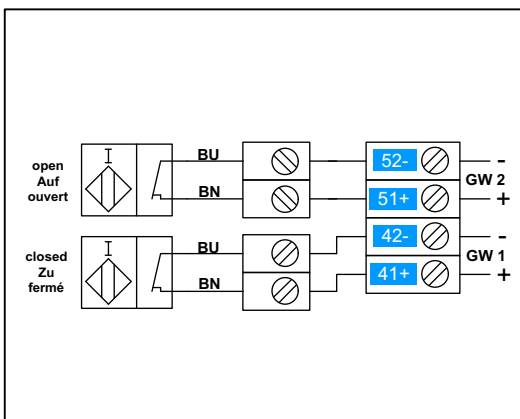 open
Auf
ouvert
BU
BN
52-
51+
GW 2
-
+
closed
Zu
fermé
BU
BN
42-
41+
GW 1
-
+